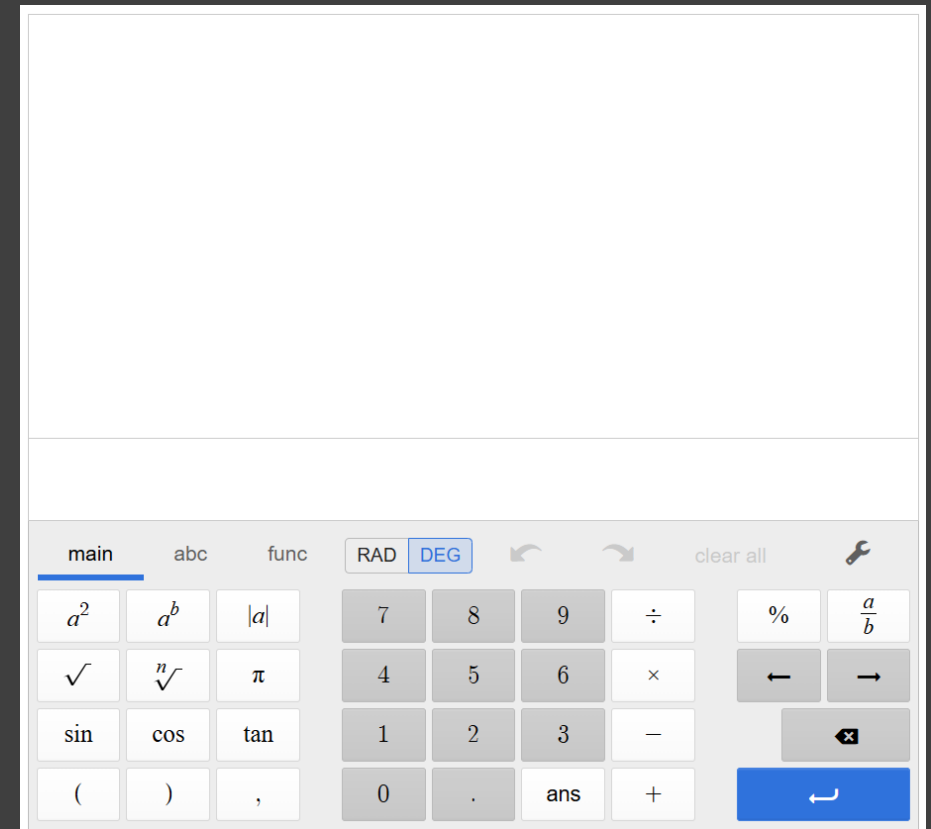 main abc func RAD DEG clear all
a² aᵇ |a| 7 8 9 ÷ % a/b
√ ⁿ√ π 4 5 6 × ← →
sin cos tan 1 2 3 −
( ) , 0 . ans +